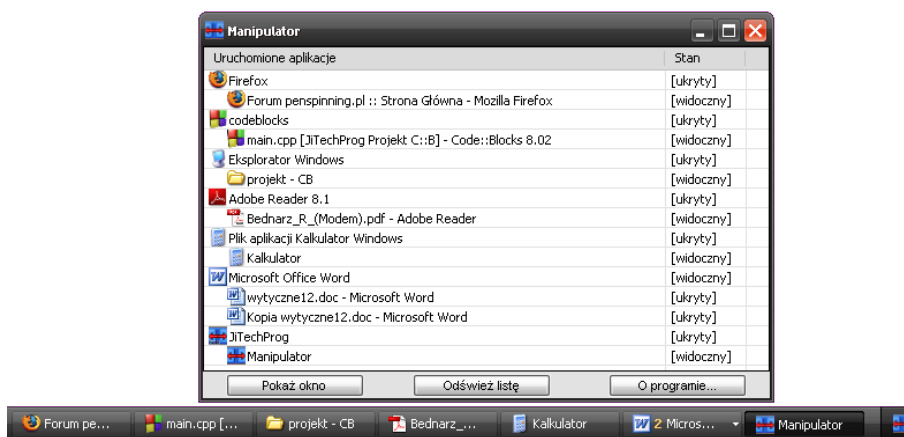 Manipulator
Uruchomione aplikacje Stan
Firefox [ukryty]
Forum penspinning.pl :: Strona Główna - Mozilla Firefox [widoczny]
codeblocks [ukryty]
main.cpp [JiTechProg Projekt C::B] - Code::Blocks 8.02 [widoczny]
Eksplorator Windows [ukryty]
projekt - CB [widoczny]
Adobe Reader 8.1 [ukryty]
Bednarz_R_(Modem).pdf - Adobe Reader [widoczny]
Plik aplikacji Kalkulator Windows [ukryty]
Kalkulator [widoczny]
Microsoft Office Word [ukryty]
wytyczne12.doc - Microsoft Word [ukryty]
Kopia wytyczne12.doc - Microsoft Word [ukryty]
JiTechProg [ukryty]
Manipulator [widoczny]
Pokaż okno Odśwież listę O programie...
Forum pe... main.cpp [... projekt - CB Bednarz_... Kalkulator 2 Micros... Manipulator